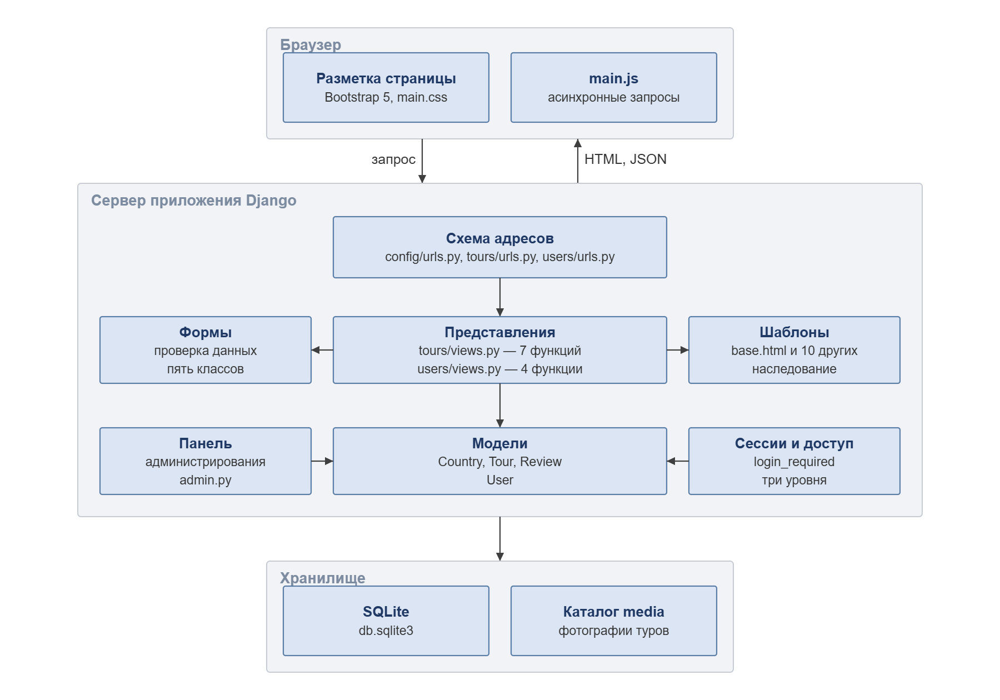 Браузер
Разметка страницы
Bootstrap 5, main.css
main.js
асинхронные запросы
запрос
HTML, JSON
Сервер приложения Django
Схема адресов
config/urls.py, tours/urls.py, users/urls.py
Формы
проверка данных
пять классов
Представления
tours/views.py — 7 функций
users/views.py — 4 функции
Шаблоны
base.html и 10 других
наследование
Панель
администрирования
admin.py
Модели
Country, Tour, Review
User
Сессии и доступ
login_required
три уровня
Хранилище
SQLite
db.sqlite3
Каталог media
фотографии туров